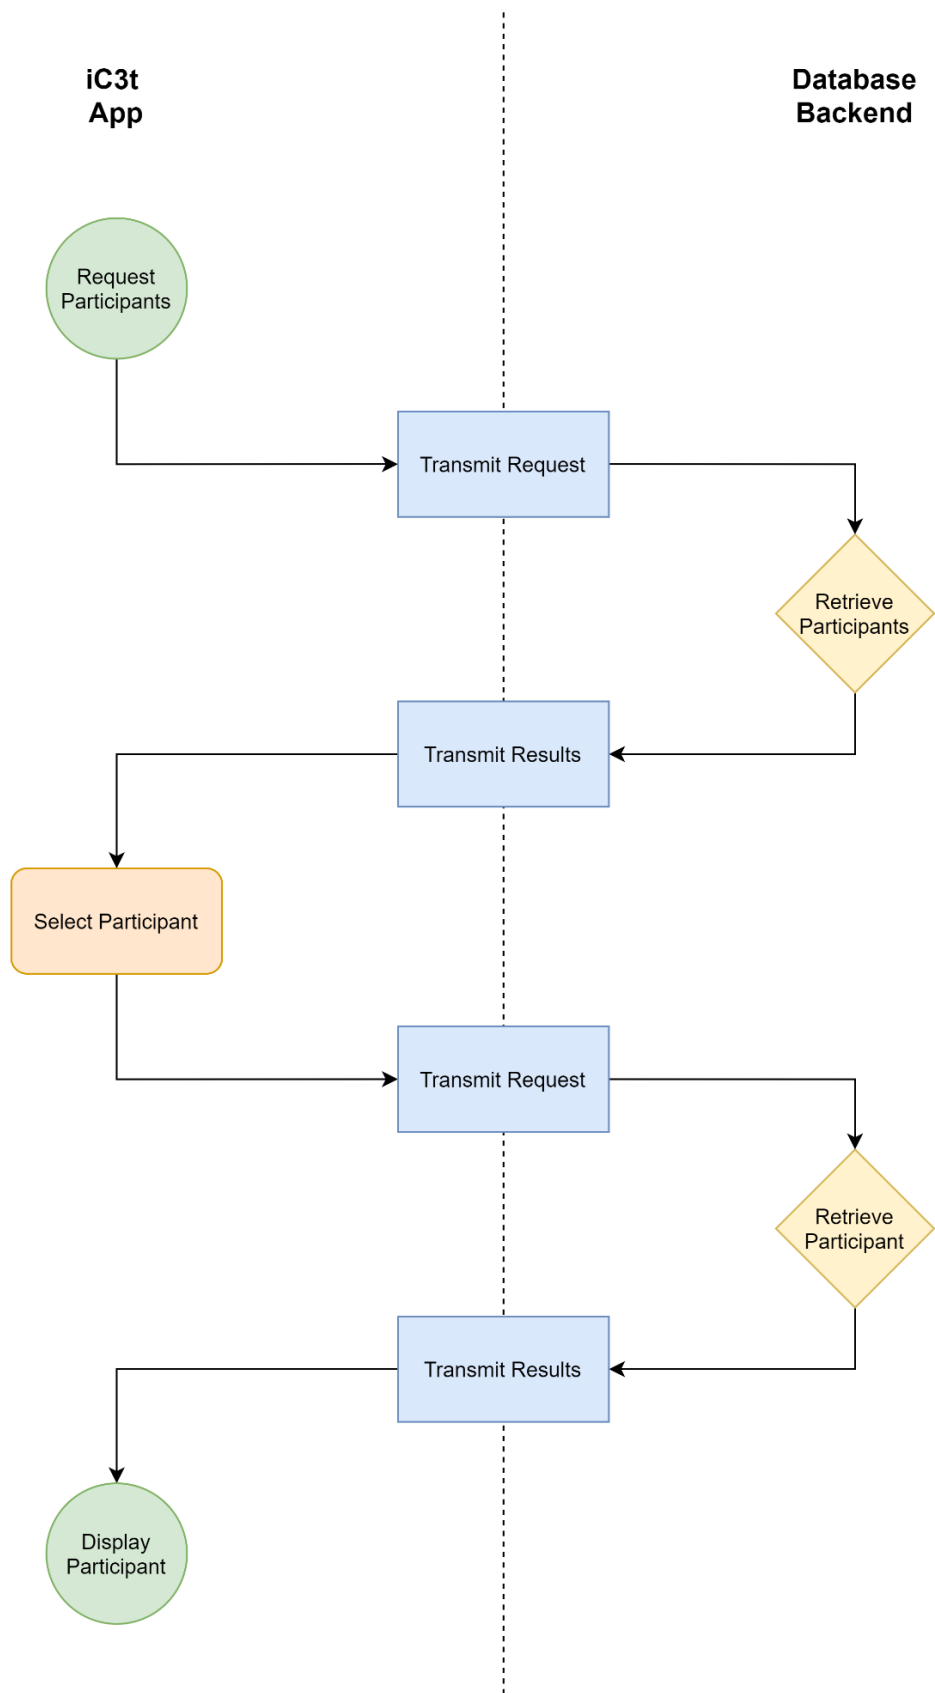 iC3t
App
Database
Backend
Request
Participants
Transmit Request
Retrieve
Participants
Transmit Results
Select Participant
Transmit Request
Retrieve
Participant
Transmit Results
Display
Participant